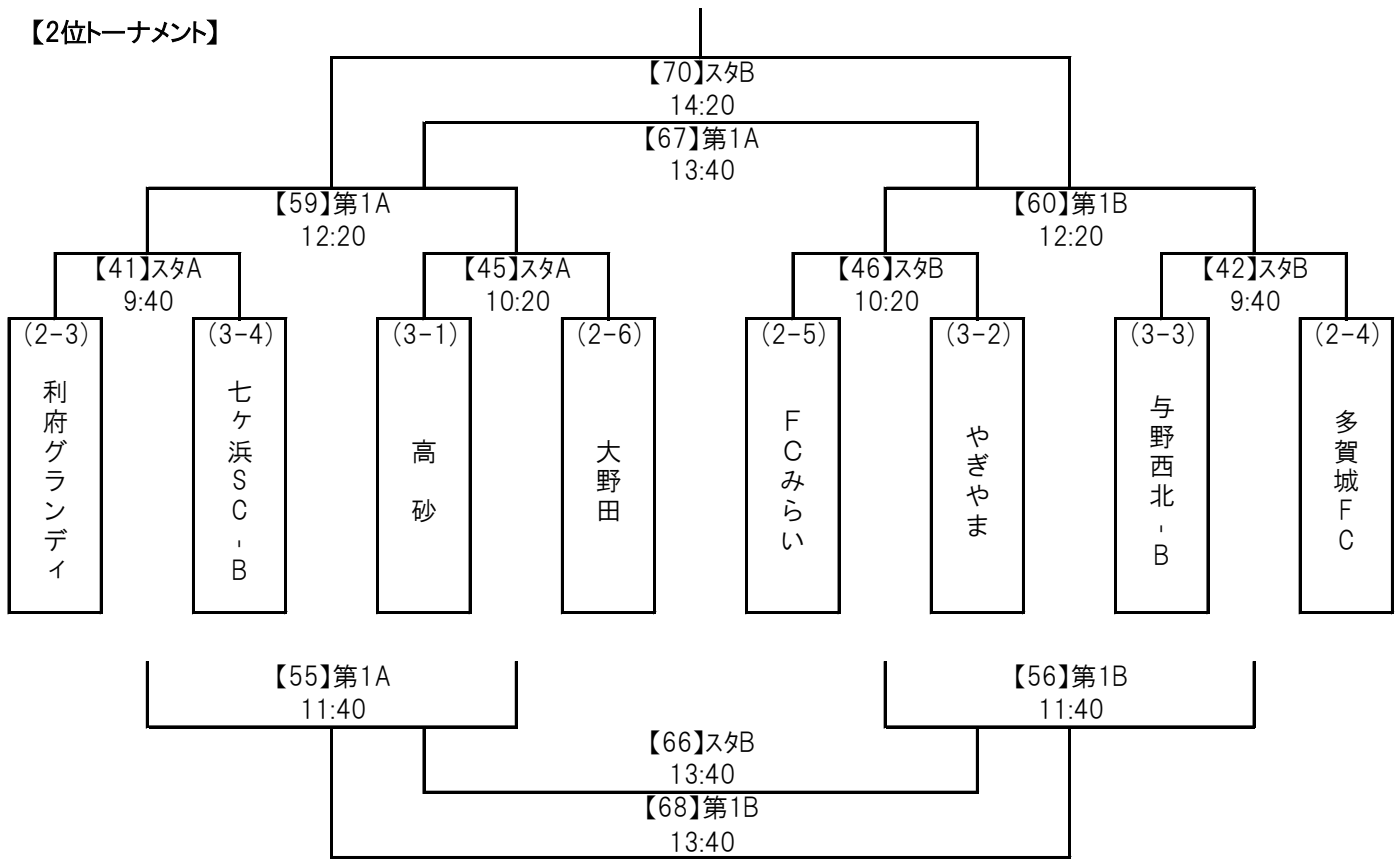 【2位トーナメント】
【70】スタB
14:20
【67】第1A
13:40
【59】第1A
12:20
【60】第1B
12:20
【41】スタA
9:40
【45】スタA
10:20
【46】スタB
10:20
【42】スタB
9:40
(2-3)
利府グランディ
(3-4)
七ヶ浜SC-B
(3-1)
高砂
(2-6)
大野田
(2-5)
FCみらい
(3-2)
やぎやま
(3-3)
与野西北-B
(2-4)
多賀城FC
【55】第1A
11:40
【56】第1B
11:40
【66】スタB
13:40
【68】第1B
13:40